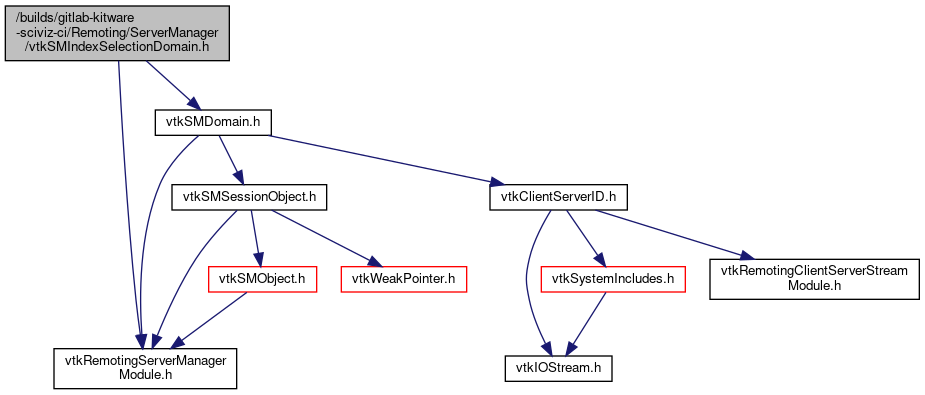 /builds/gitlab-kitware
-sciviz-ci/Remoting/ServerManager
/vtkSMIndexSelectionDomain.h
vtkSMDomain.h
vtkSMSessionObject.h
vtkClientServerID.h
vtkSMObject.h
vtkWeakPointer.h
vtkSystemIncludes.h
vtkRemotingClientServerStream
Module.h
vtkRemotingServerManager
Module.h
vtkIOStream.h